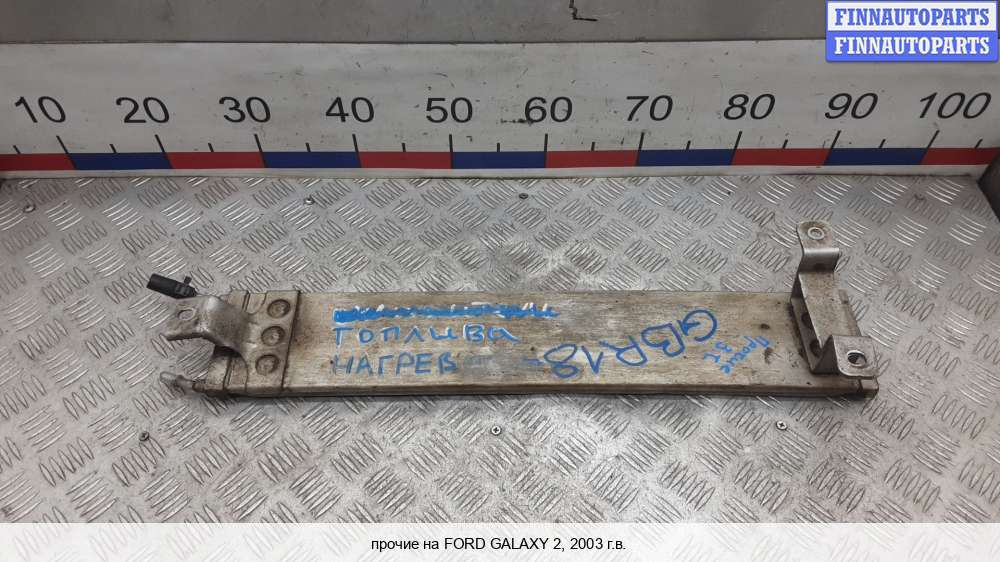 FINNAUTOPARTS
FINNAUTOPARTS
10 20 30 40 50 60 70 80 90 100
ТОПЛИВА
НАГРЕВ
GBR18
прочие на FORD GALAXY 2, 2003 г.в.